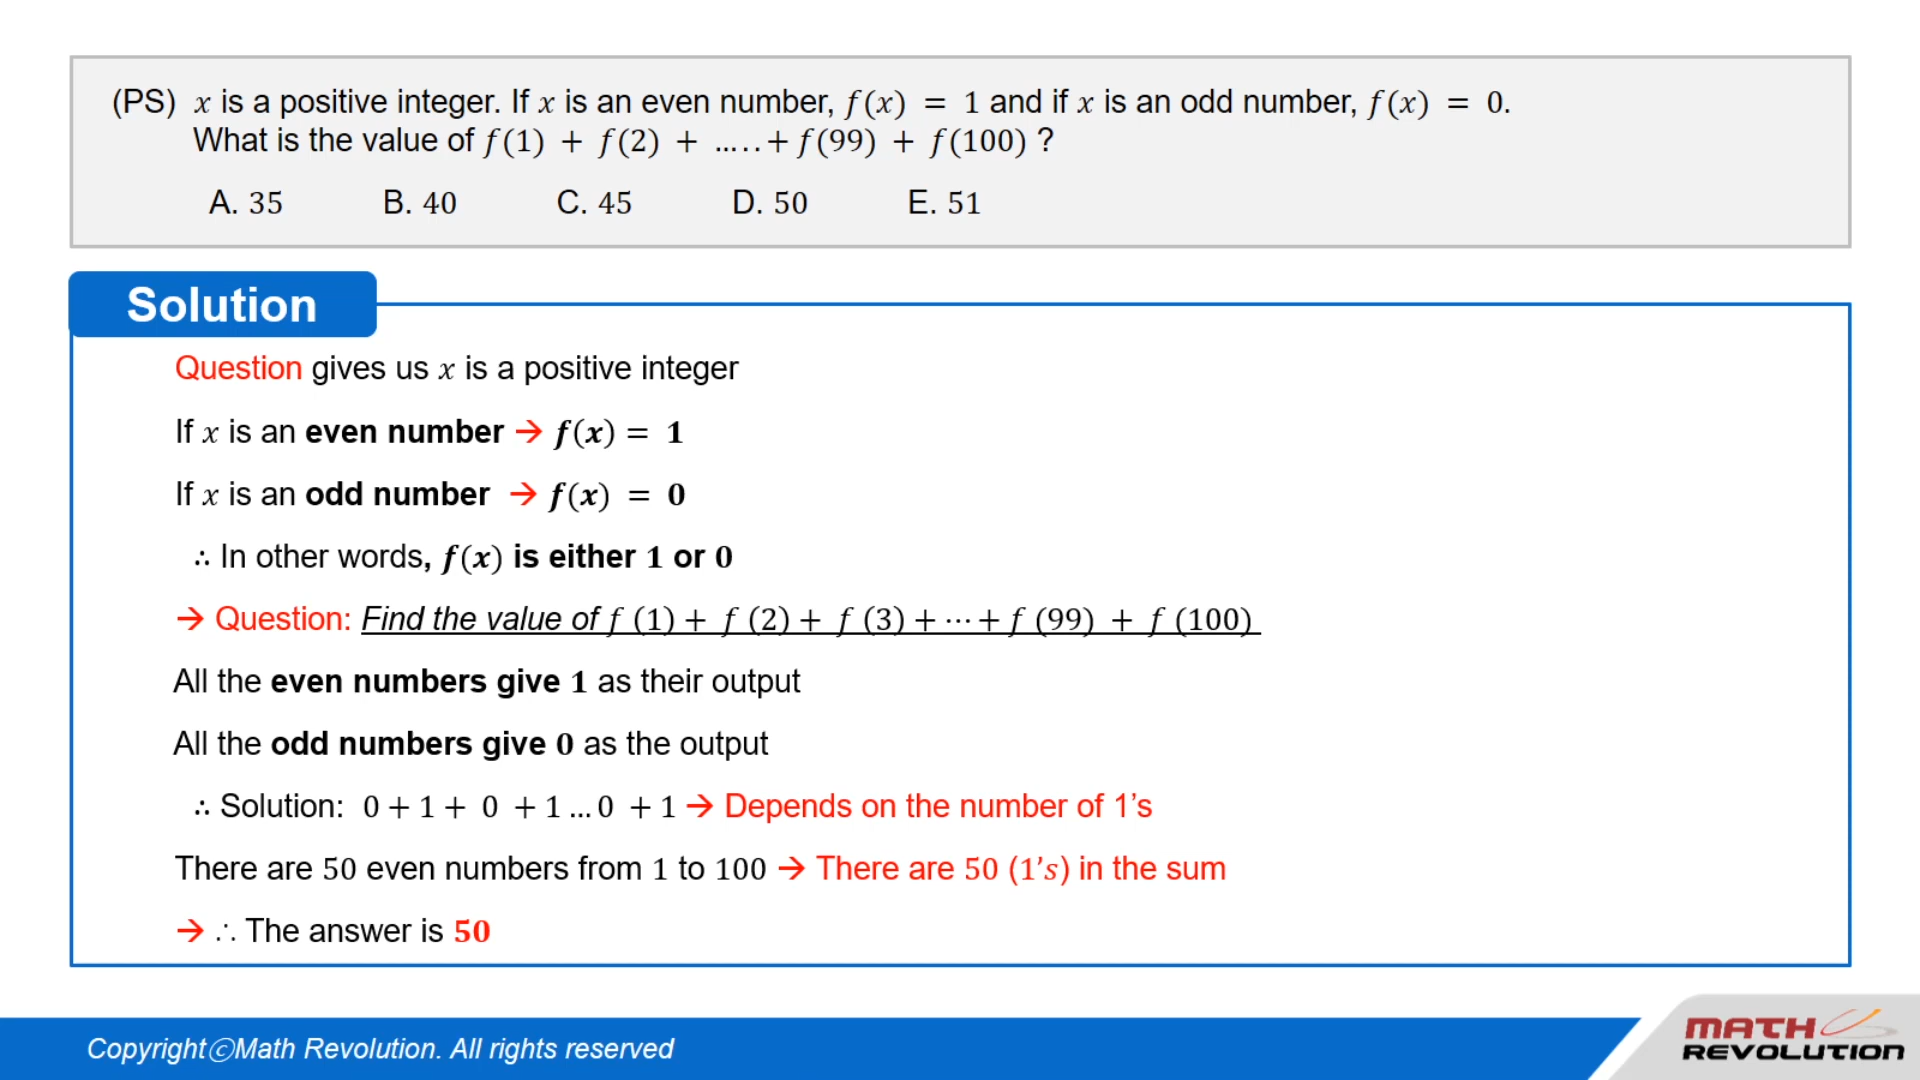 (PS) x is a positive integer. If x is an even number, f(x) = 1 and if x is an odd number, f(x) = 0.
What is the value of f(1) + f(2) + …..+ f(99) + f(100) ?
A. 35 B. 40 C. 45 D. 50 E. 51
Solution
Question gives us x is a positive integer
If x is an even number → f(x) = 1
If x is an odd number → f(x) = 0
∴ In other words, f(x) is either 1 or 0
→ Question: Find the value of f (1) + f (2) + f (3) + ⋯ + f (99) + f (100)
All the even numbers give 1 as their output
All the odd numbers give 0 as the output
∴ Solution: 0 + 1 + 0 + 1 … 0 + 1 → Depends on the number of 1’s
There are 50 even numbers from 1 to 100 → There are 50 (1’s) in the sum
→ ∴ The answer is 50
CopyrightⓒMath Revolution. All rights reserved
MATH
REVOLUTION